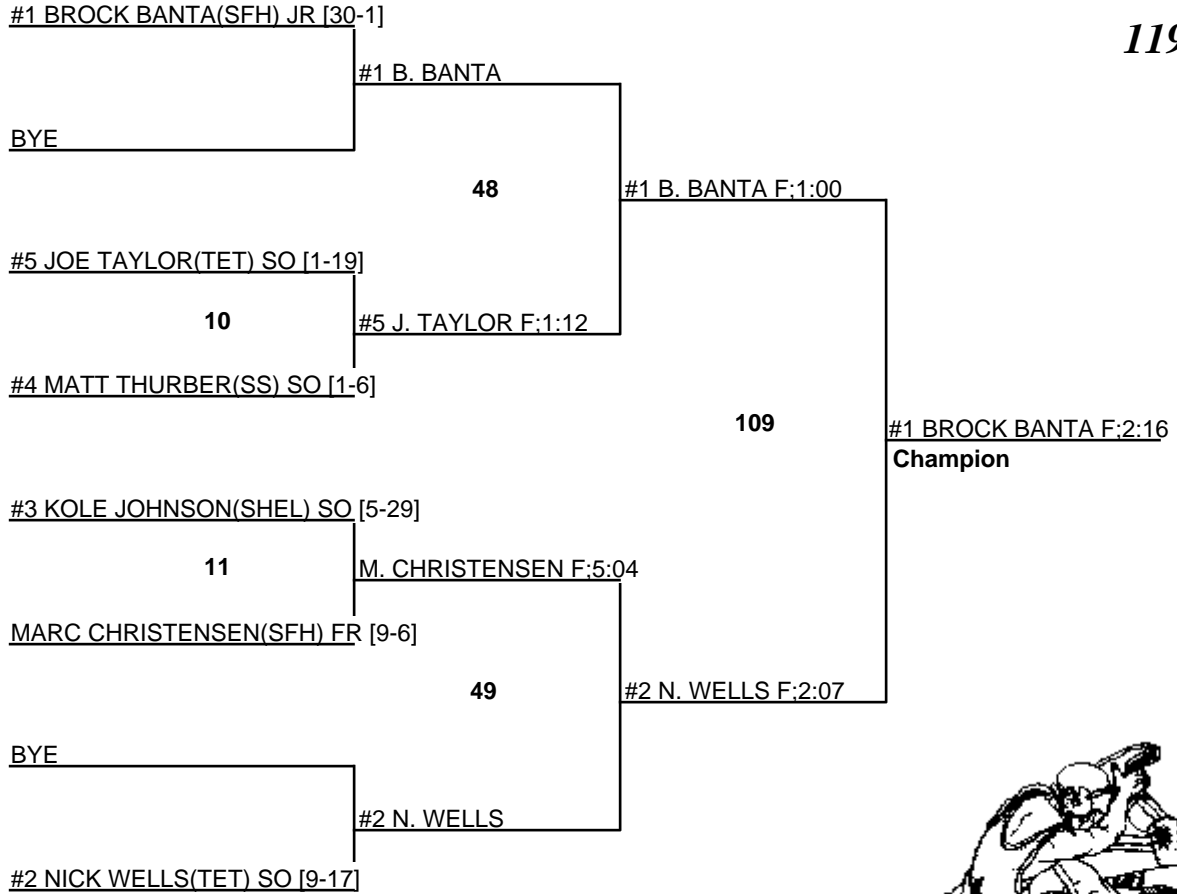 #1 BROCK BANTA(SFH) JR [30-1]
119
#1 B. BANTA
BYE
48
#1 B. BANTA F;1:00
#5 JOE TAYLOR(TET) SO [1-19]
10
#5 J. TAYLOR F;1:12
#4 MATT THURBER(SS) SO [1-6]
109
#1 BROCK BANTA F;2:16
Champion
#3 KOLE JOHNSON(SHEL) SO [5-29]
11
M. CHRISTENSEN F;5:04
MARC CHRISTENSEN(SFH) FR [9-6]
49
#2 N. WELLS F;2:07
BYE
#2 N. WELLS
#2 NICK WELLS(TET) SO [9-17]